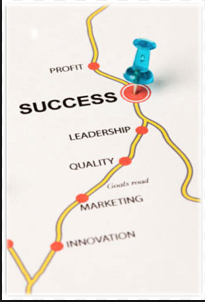 PROFIT
SUCCESS
LEADERSHIP
QUALITY
Goals road
MARKETING
INNOVATION